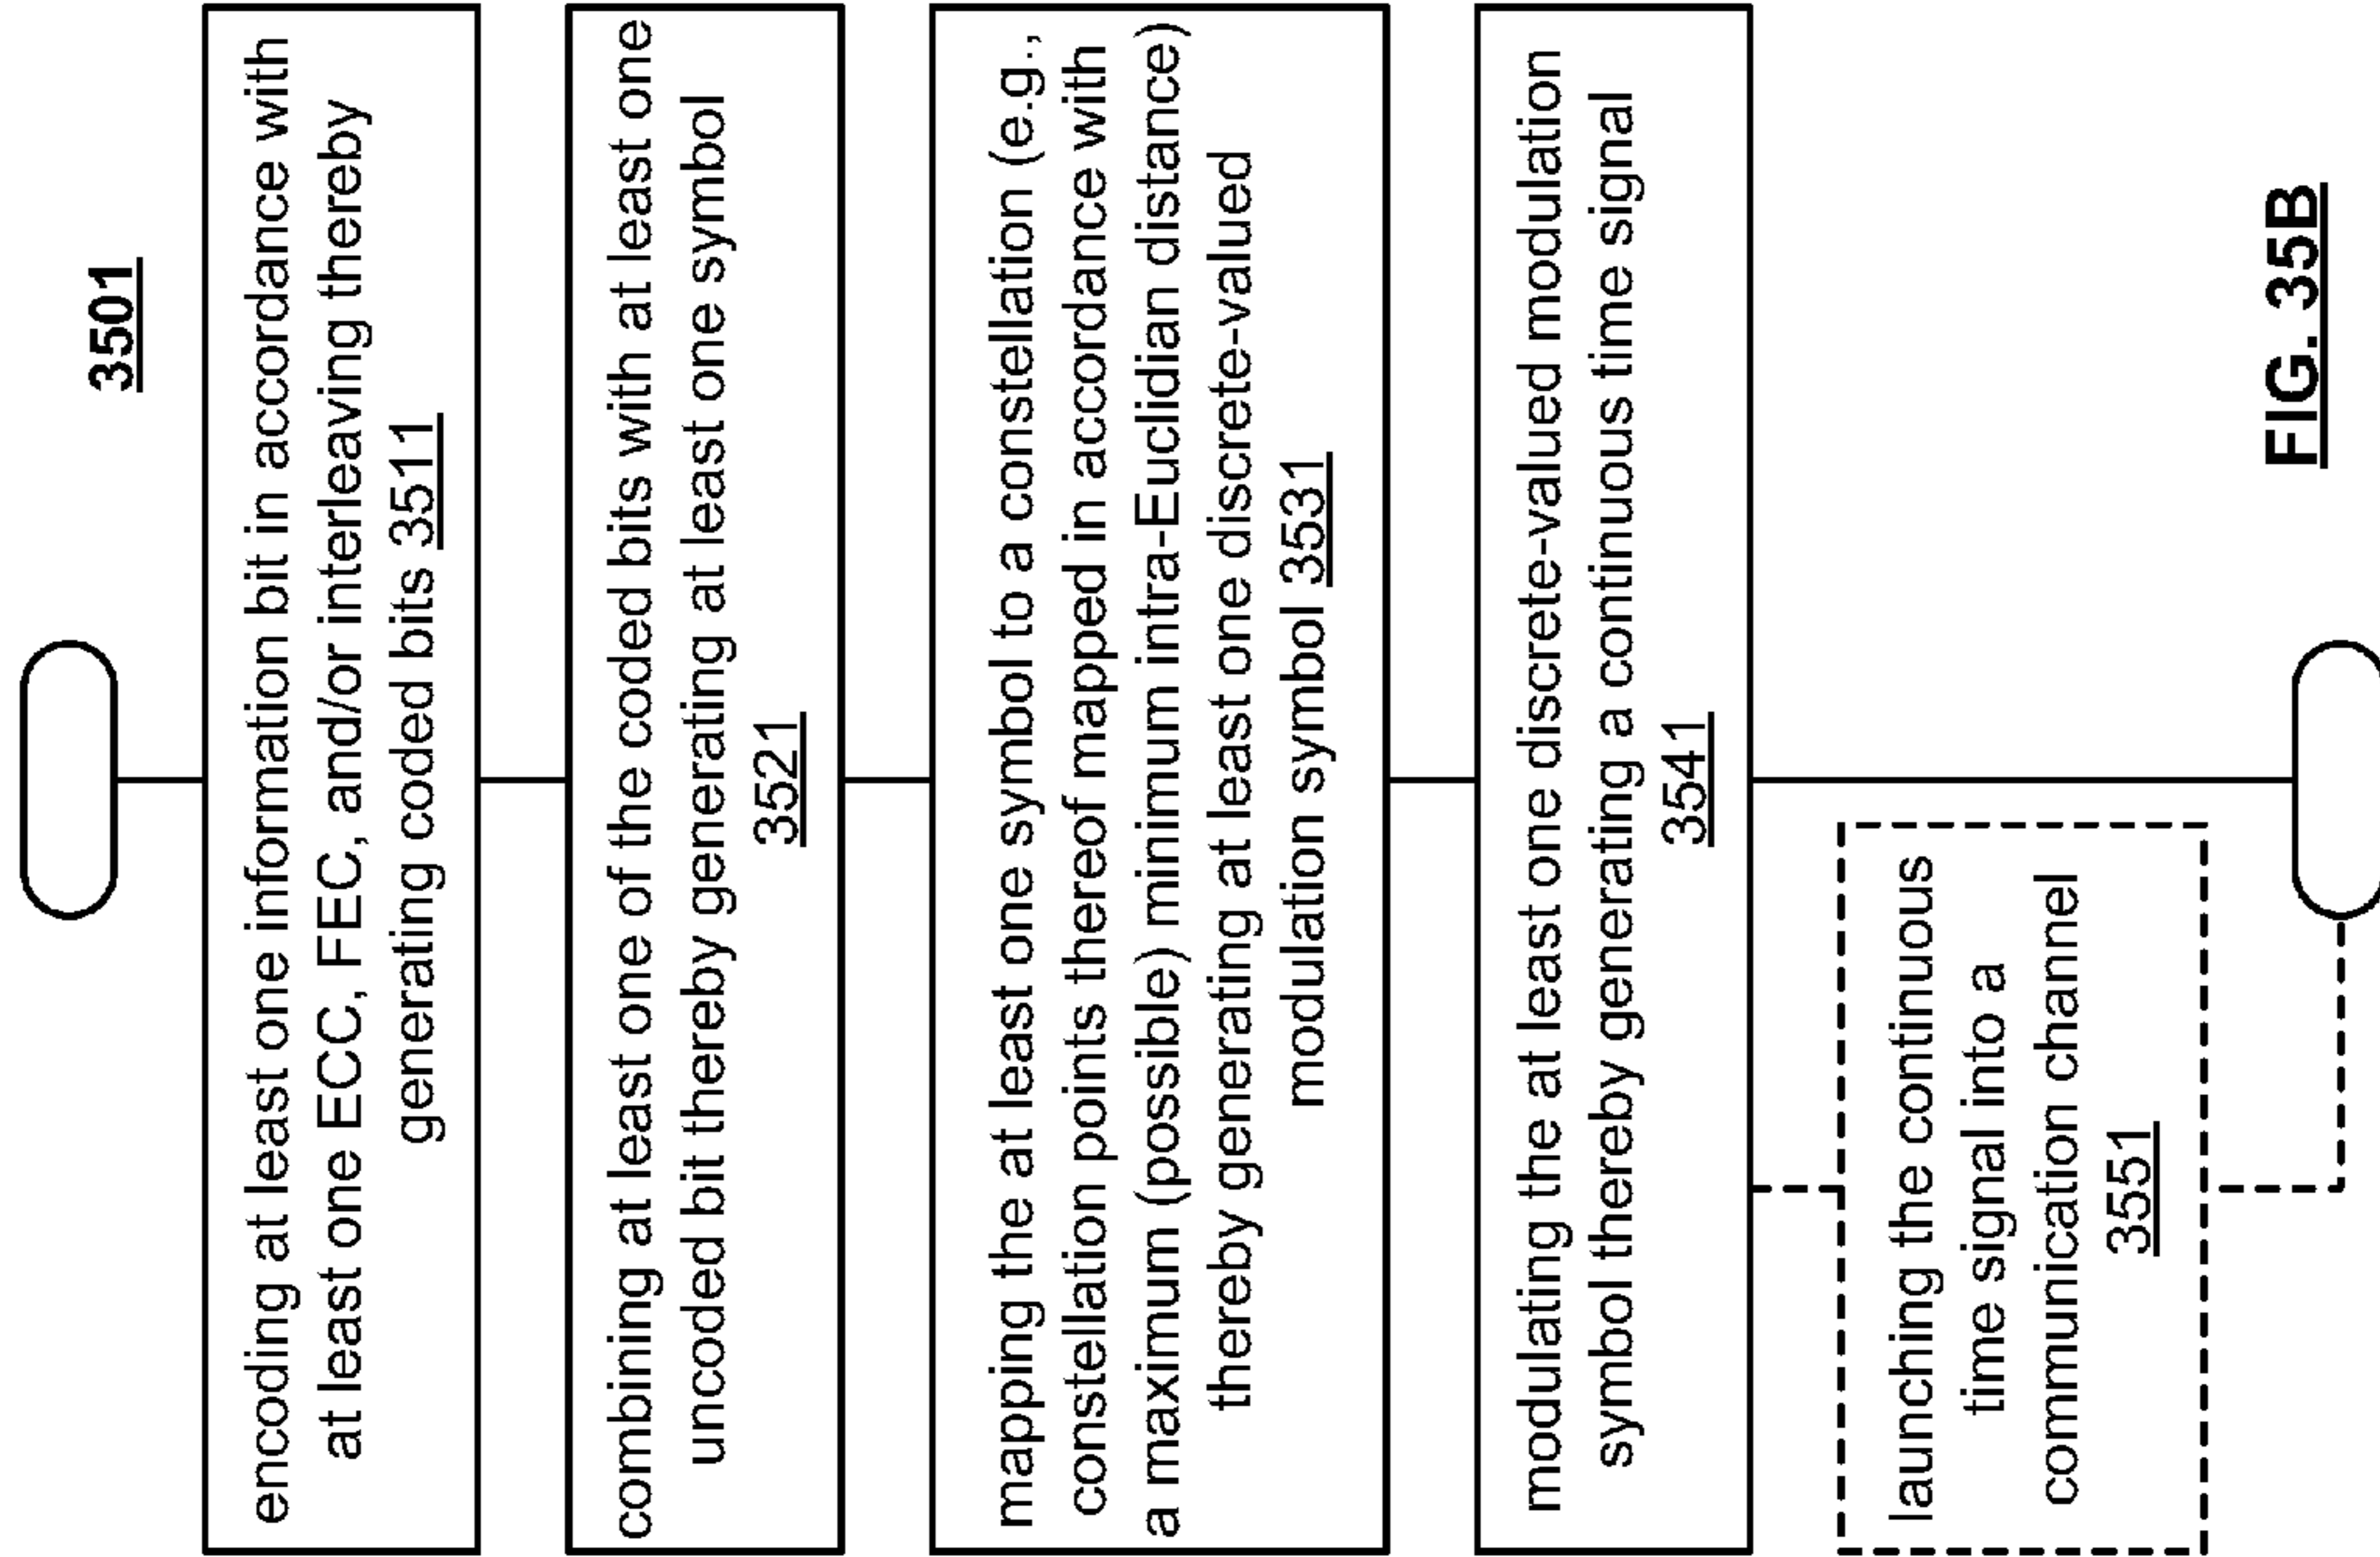 3501
encoding at least one information bit in accordance with
at least one ECC, FEC, and/or interleaving thereby
generating coded bits 3511
combining at least one of the coded bits with at least one
uncoded bit thereby generating at least one symbol
3521
mapping the at least one symbol to a constellation (e.g.,
constellation points thereof mapped in accordance with
a maximum (possible) minimum intra-Euclidian distance)
thereby generating at least one discrete-valued
modulation symbol 3531
modulating the at least one discrete-valued modulation
symbol thereby generating a continuous time signal
3541
launching the continuous
time signal into a
communication channel
3551
FIG. 35B